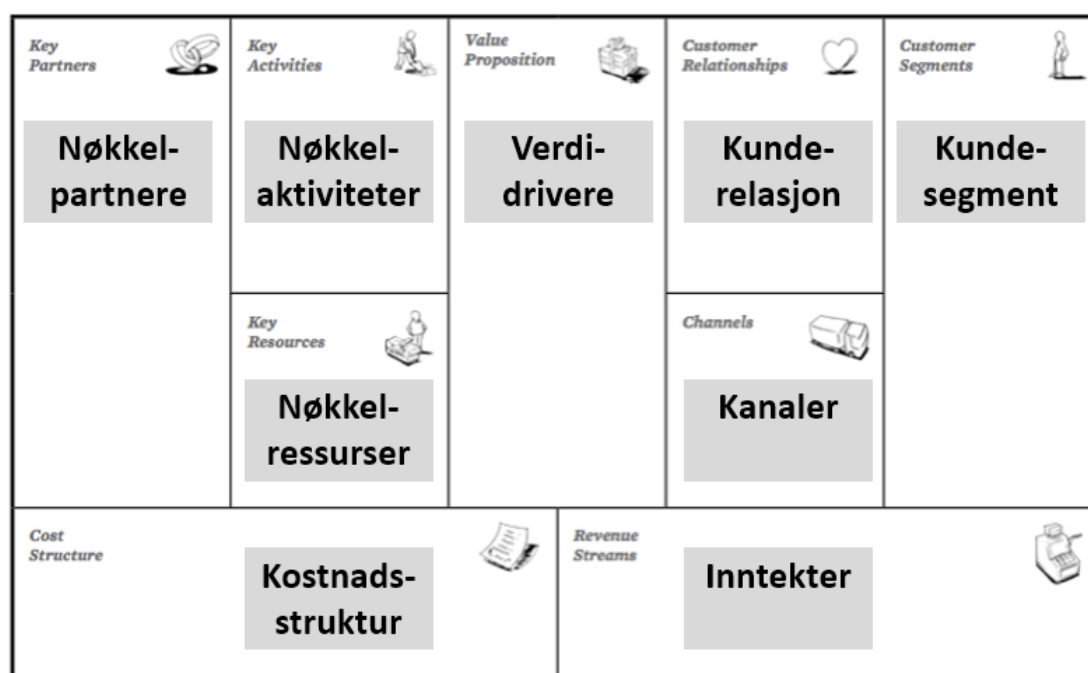 Key
Partners
Nøkkel-
partnere
Key
Activities
Nøkkel-
aktiviteter
Key
Resources
Nøkkel-
ressurser
Value
Proposition
Verdi-
drivere
Customer
Relationships
Kunde-
relasjon
Channels
Kanaler
Customer
Segments
Kunde-
segment
Cost
Structure
Kostnads-
struktur
Revenue
Streams
Inntekter